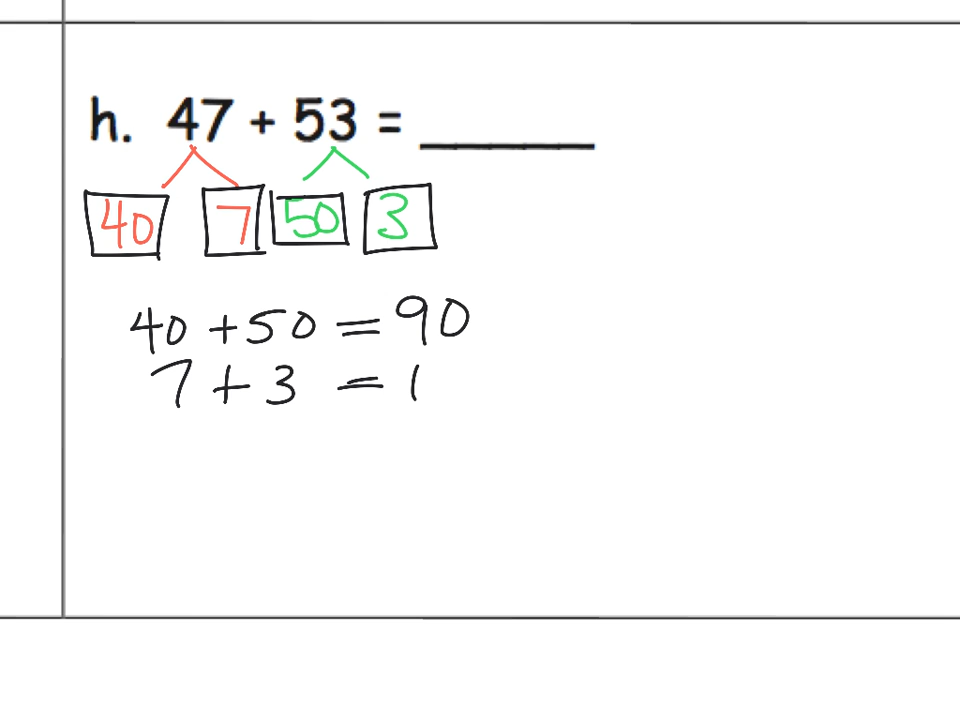 h. 47 + 53 = ______
40 7 50 3
40 + 50 = 90
7 + 3 = 1